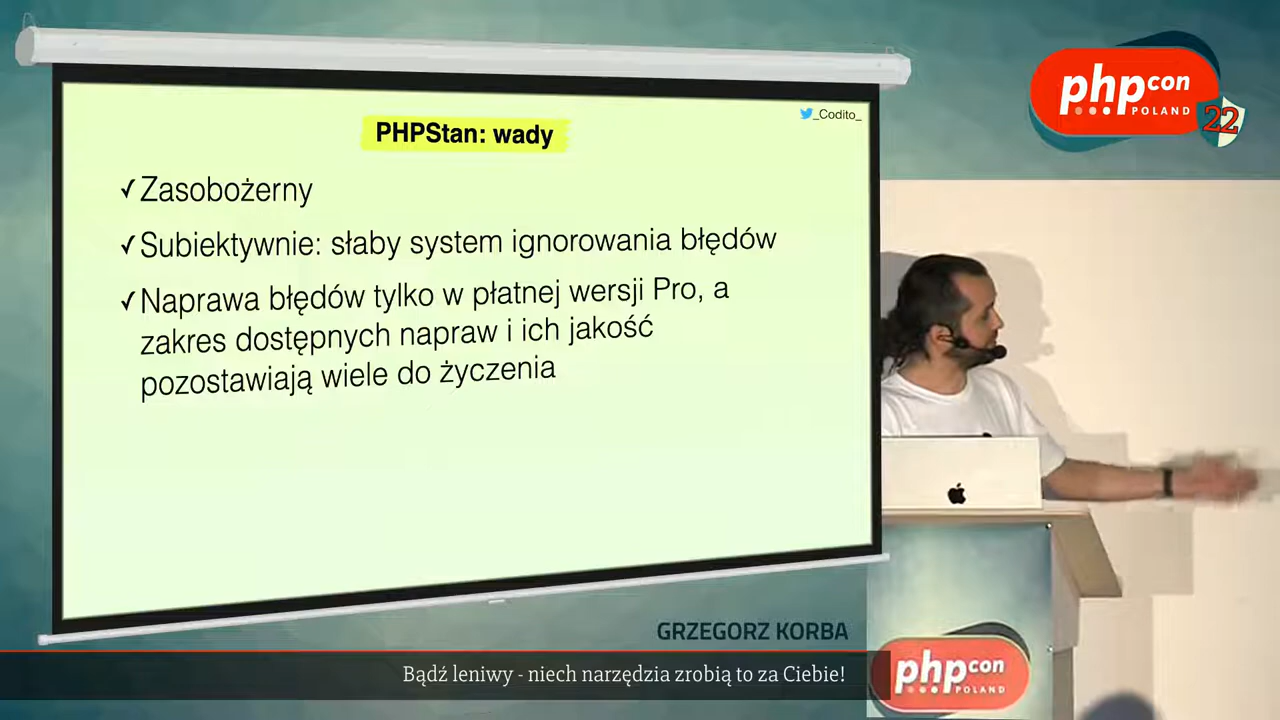 PHPStan: wady
_Codito_
✓Zasobożerny
✓Subiektywnie: słaby system ignorowania błędów
✓Naprawa błędów tylko w płatnej wersji Pro, a
zakres dostępnych napraw i ich jakość
pozostawiają wiele do życzenia
phpcon
POLAND
22
GRZEGORZ KORBA
Bądź leniwy - niech narzędzia zrobią to za Ciebie!
phpcon
POLAND